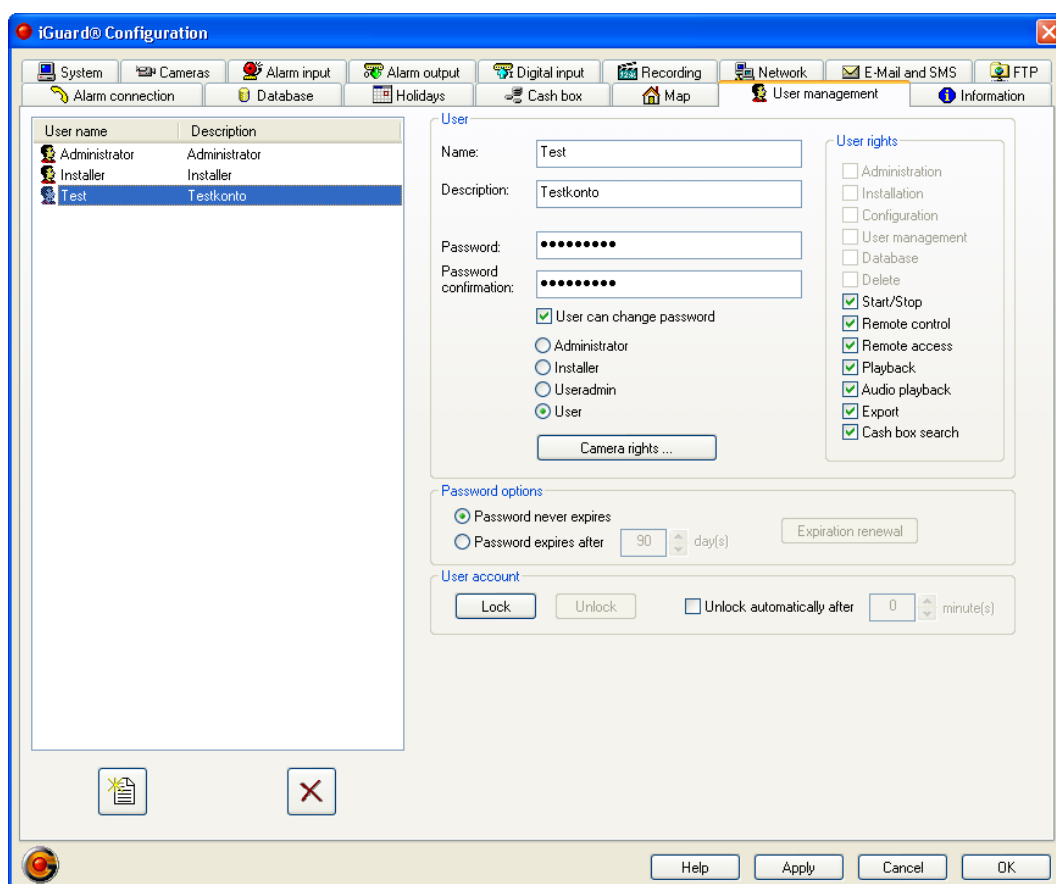 iGuard® Configuration
System Cameras Alarm input Alarm output Digital input Recording Network E-Mail and SMS FTP
Alarm connection Database Holidays Cash box Map User management Information
User name Description
Administrator Administrator
Installer Installer
Test Testkonto
User
Name: Test
Description: Testkonto
Password: •••••••••
Password
confirmation: •••••••••
User can change password
Administrator
Installer
Useradmin
User
Camera rights ...
User rights
Administration
Installation
Configuration
User management
Database
Delete
Start/Stop
Remote control
Remote access
Playback
Audio playback
Export
Cash box search
Password options
Password never expires
Password expires after 90 day(s)
Expiration renewal
User account
Lock Unlock Unlock automatically after 0 minute(s)
Help Apply Cancel OK